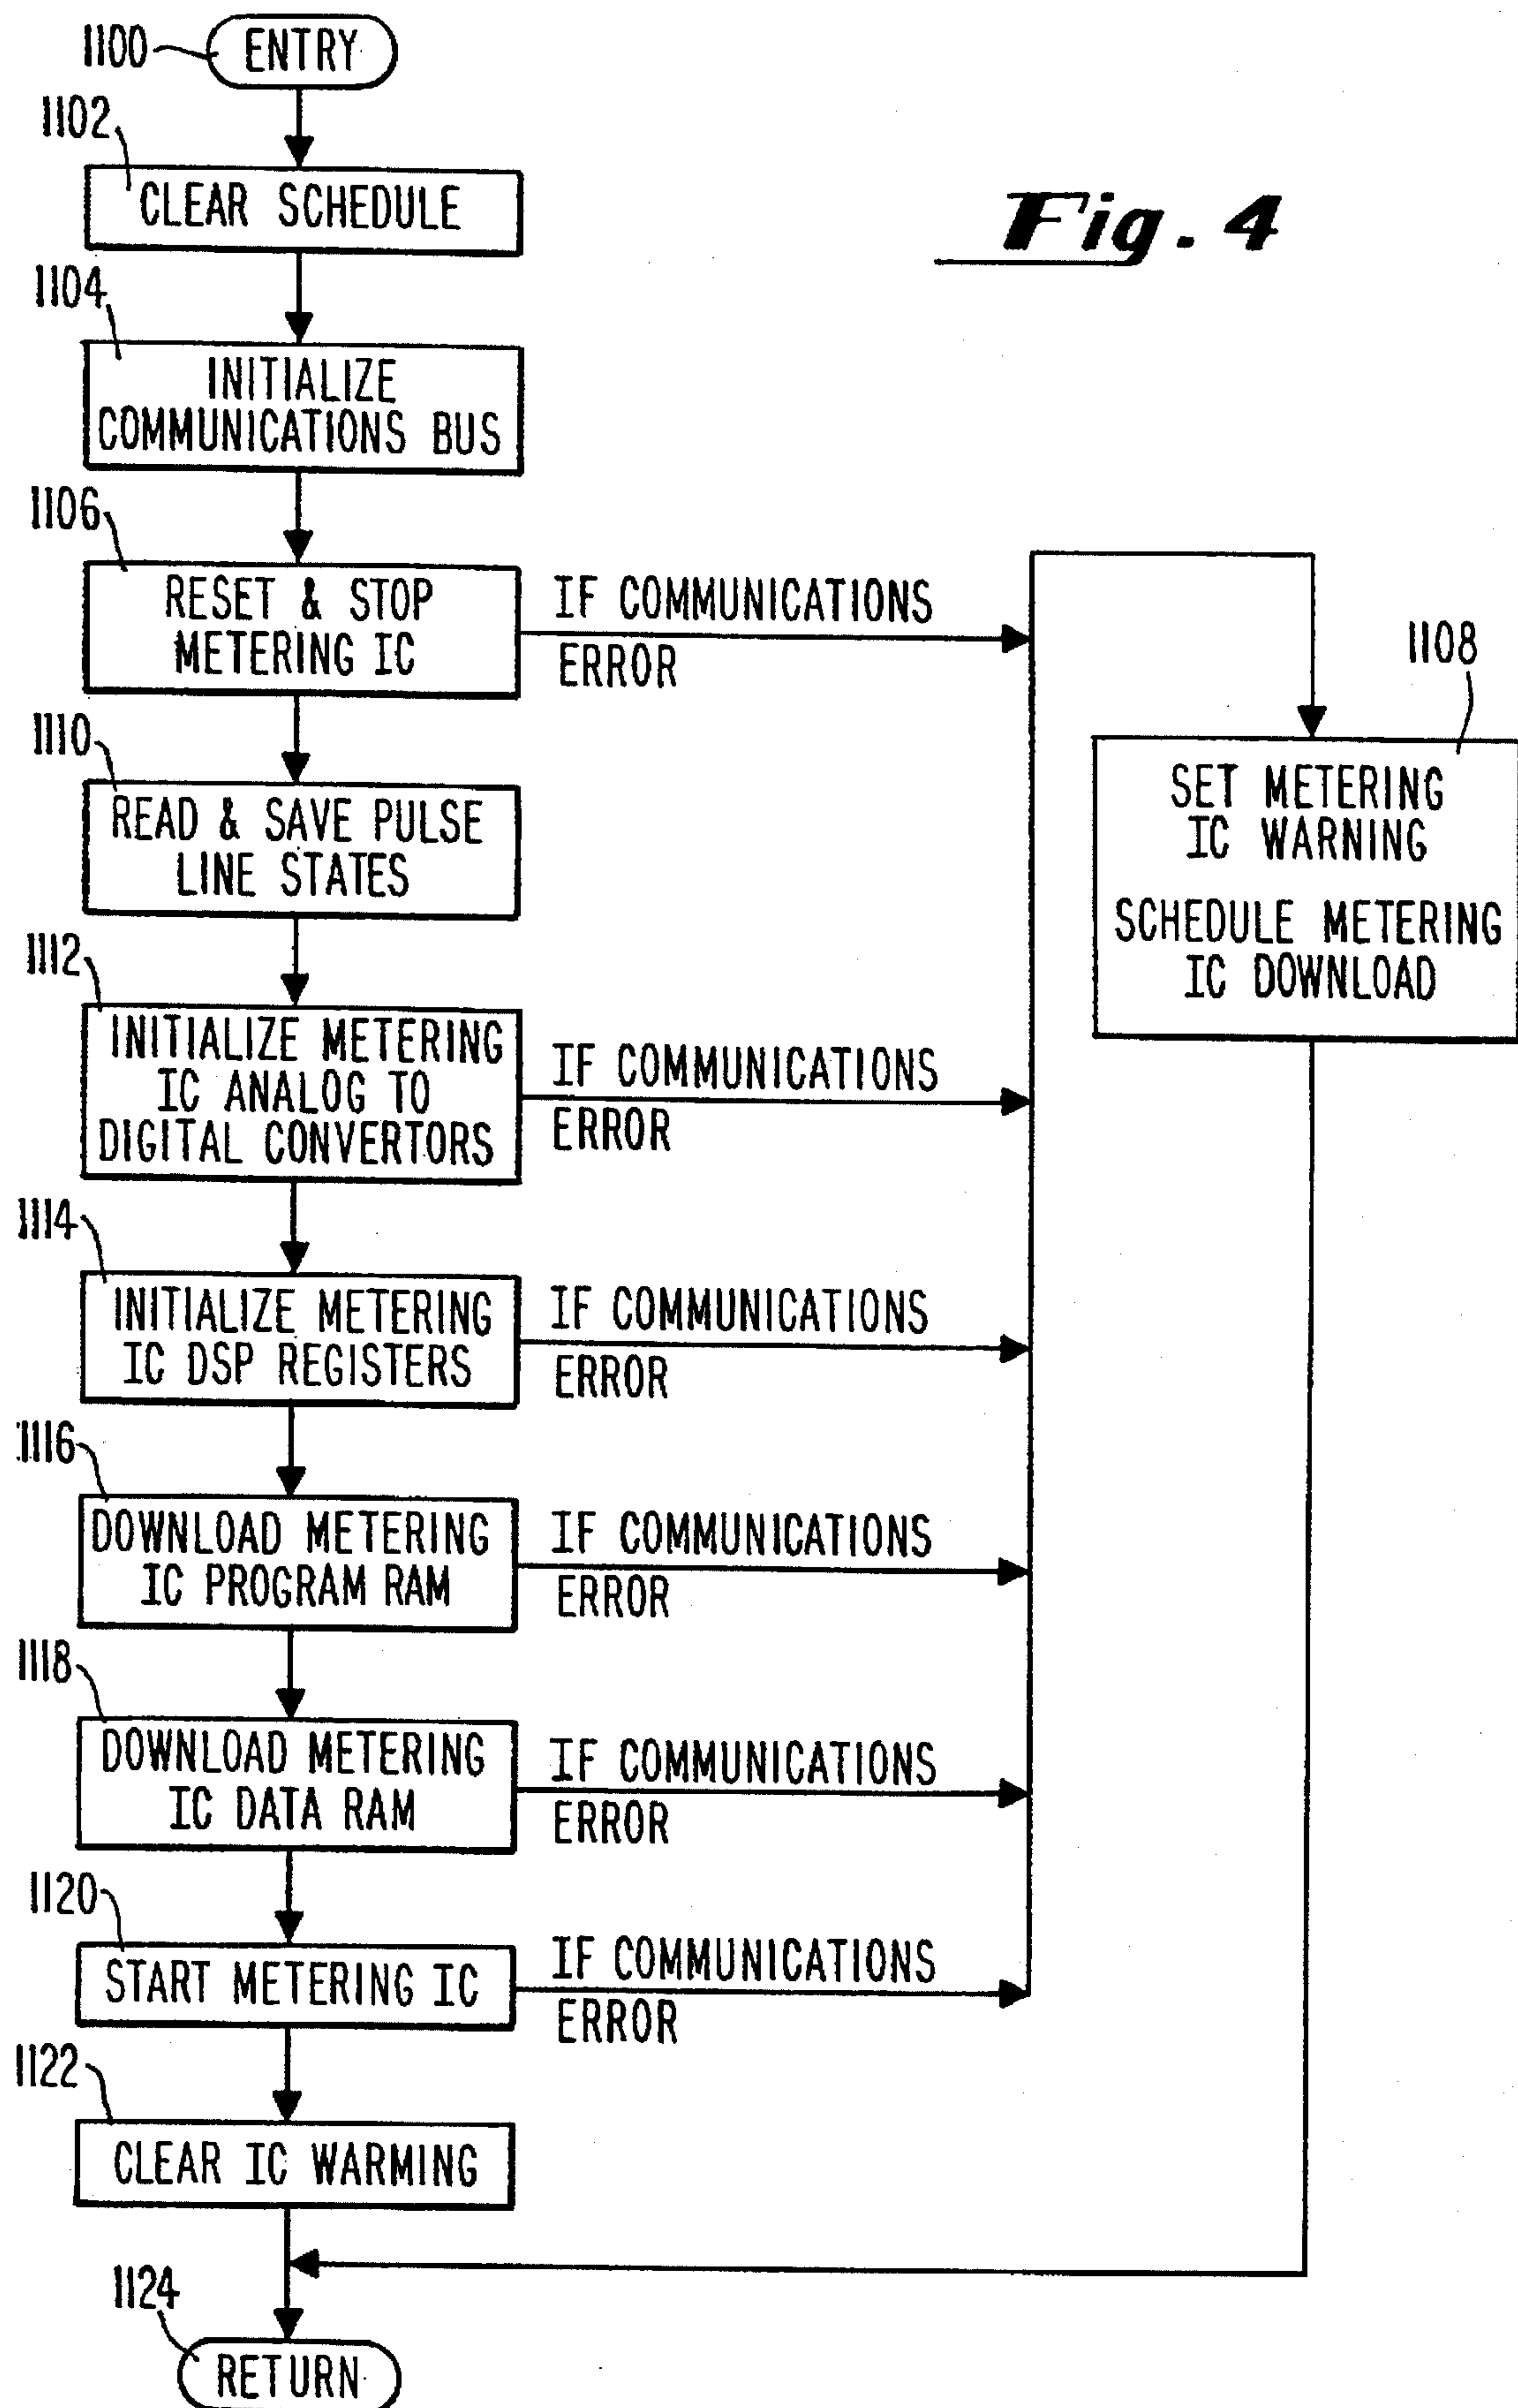 1100
ENTRY
1102
CLEAR SCHEDULE
Fig. 4
1104
INITIALIZE
COMMUNICATIONS BUS
1106
RESET & STOP
METERING IC
IF COMMUNICATIONS
ERROR
1108
SET METERING
IC WARNING
SCHEDULE METERING
IC DOWNLOAD
1110
READ & SAVE PULSE
LINE STATES
1112
INITIALIZE METERING
IC ANALOG TO
DIGITAL CONVERTORS
IF COMMUNICATIONS
ERROR
1114
INITIALIZE METERING
IC DSP REGISTERS
IF COMMUNICATIONS
ERROR
1116
DOWNLOAD METERING
IC PROGRAM RAM
IF COMMUNICATIONS
ERROR
1118
DOWNLOAD METERING
IC DATA RAM
IF COMMUNICATIONS
ERROR
1120
START METERING IC
IF COMMUNICATIONS
ERROR
1122
CLEAR IC WARMING
1124
RETURN